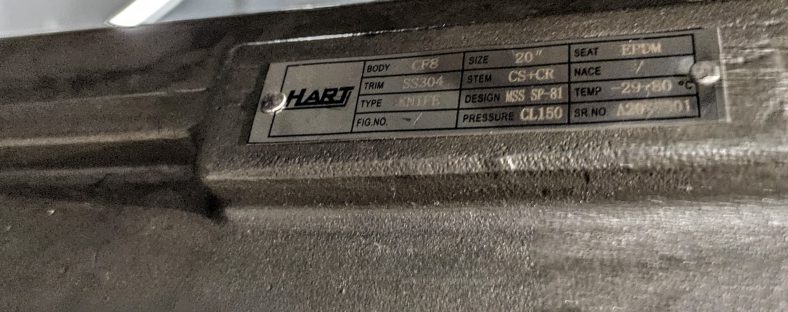 HART
BODY CF8 SIZE 20" SEAT EPDM
TRIM SS304 STEM CS+CR NACE /
TYPE KNIFE DESIGN MSS SP-81 TEMP -29~80 °C
FIG.NO. / PRESSURE CL150 SR.NO